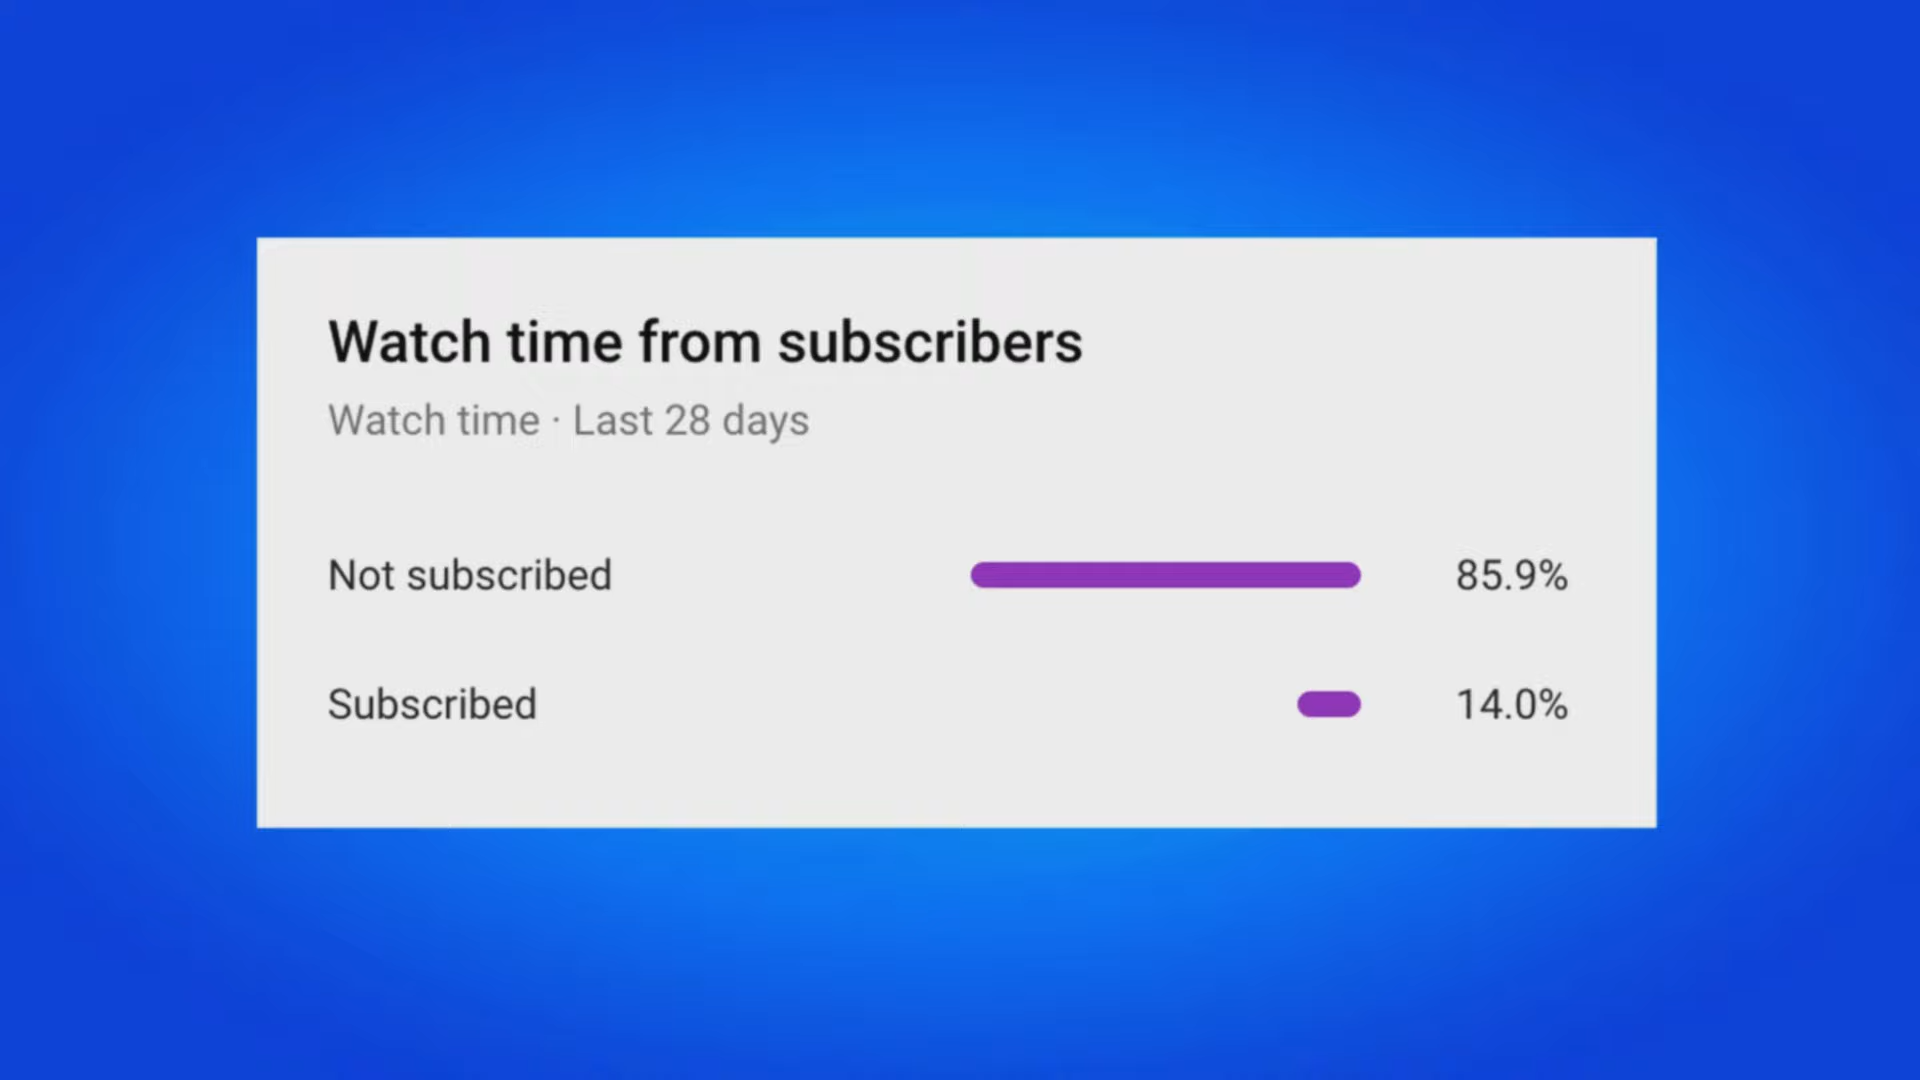 Watch time from subscribers
Watch time · Last 28 days
Not subscribed 85.9%
Subscribed 14.0%